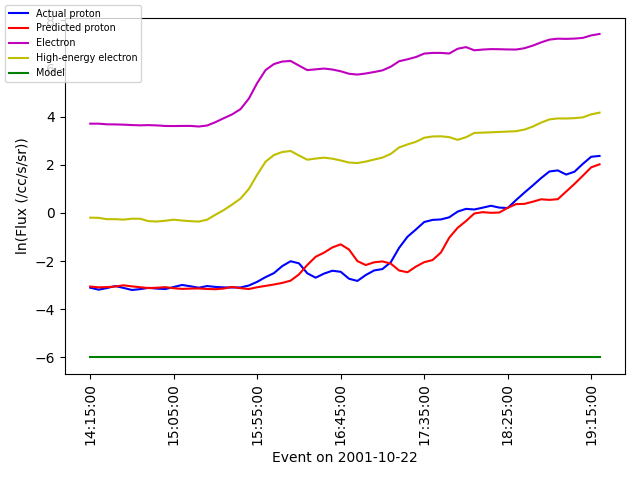 Actual proton
Predicted proton
Electron
High-energy electron
Model
4
2
0
−2
−4
−6
ln(Flux (/cc/s/sr))
14:15:00
15:05:00
15:55:00
16:45:00
17:35:00
18:25:00
19:15:00
Event on 2001-10-22